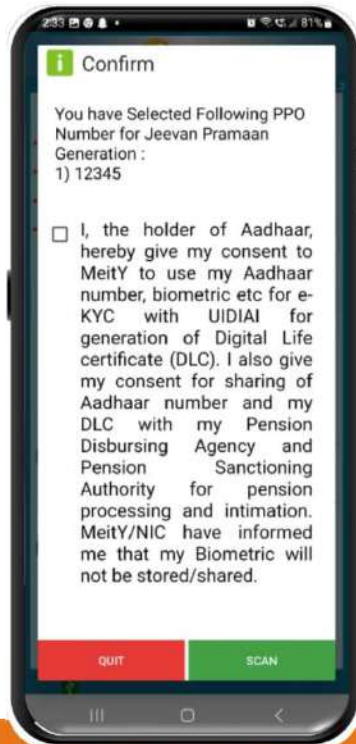 2:33
81%
i Confirm
You have Selected Following PPO
Number for Jeevan Pramaan
Generation :
1) 12345
I, the holder of Aadhaar,
hereby give my consent to
MeitY to use my Aadhaar
number, biometric etc for e-
KYC with UIDIAI for
generation of Digital Life
certificate (DLC). I also give
my consent for sharing of
Aadhaar number and my
DLC with my Pension
Disbursing Agency and
Pension Sanctioning
Authority for pension
processing and intimation.
MeitY/NIC have informed
me that my Biometric will
not be stored/shared.
QUIT
SCAN